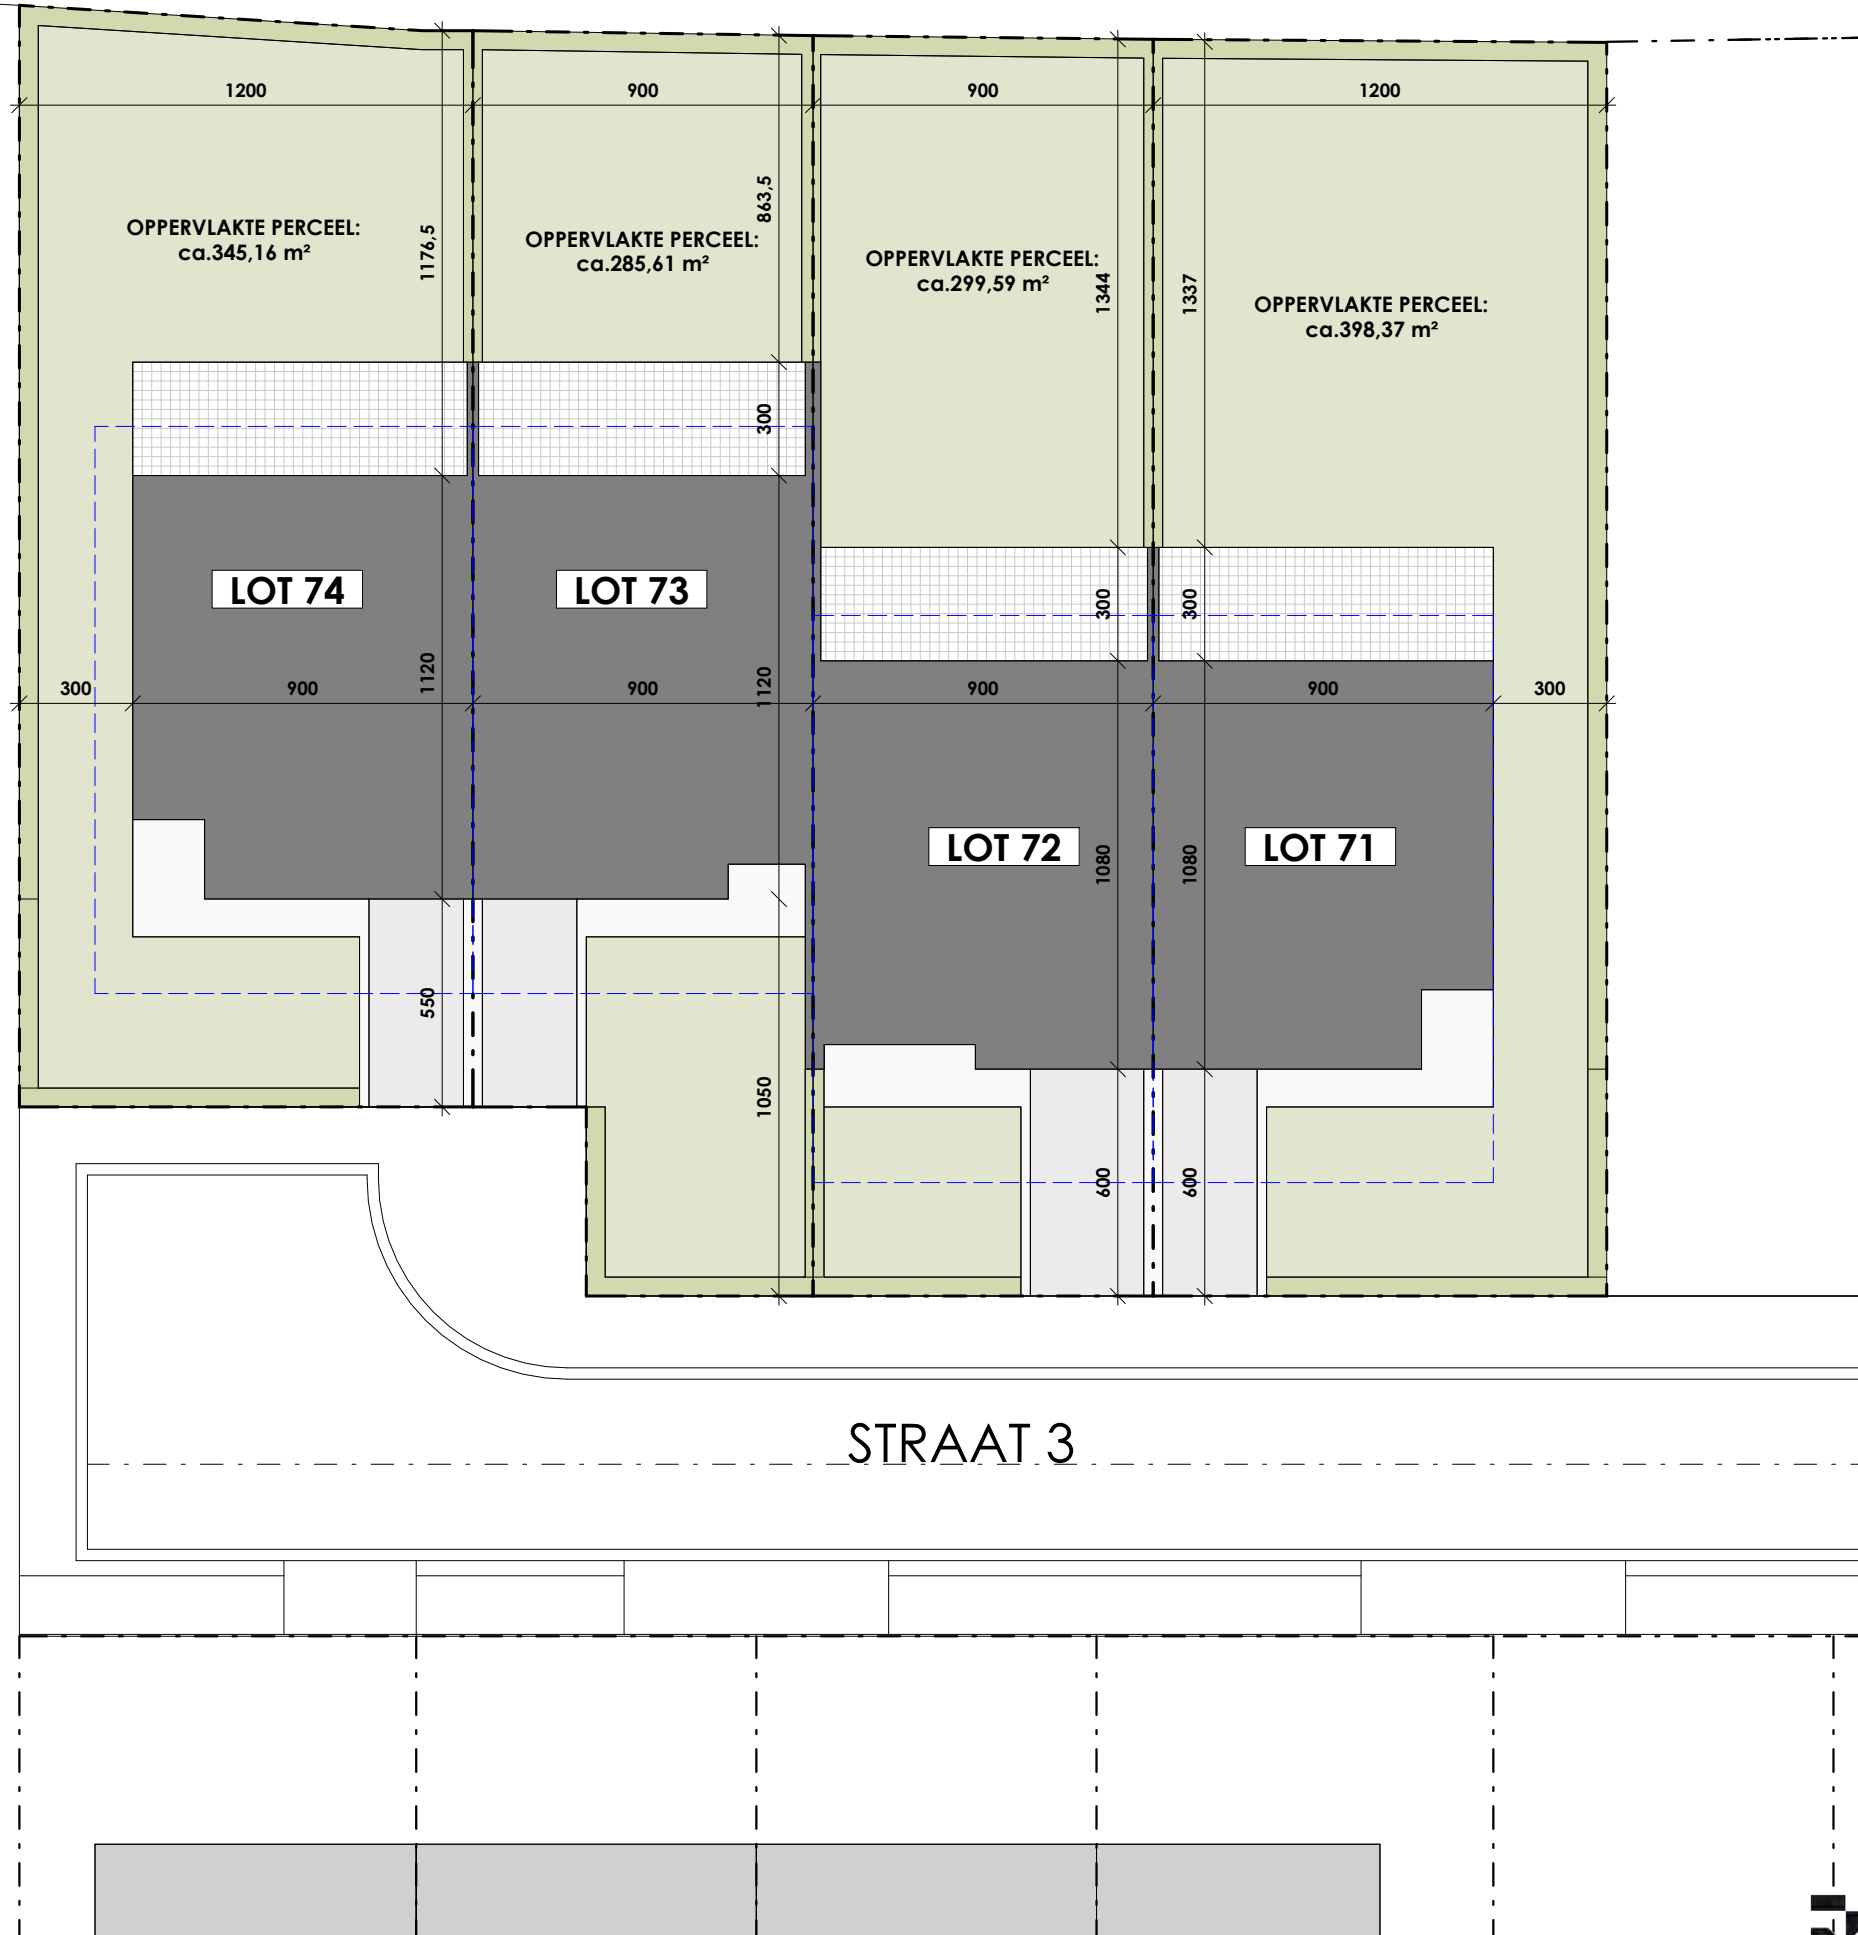 1200
900
900
1200
OPPERVLAKTE PERCEEL:
ca.345,16 m²
1176,5
OPPERVLAKTE PERCEEL:
ca.285,61 m²
863,5
OPPERVLAKTE PERCEEL:
ca.299,59 m²
1344
1337
OPPERVLAKTE PERCEEL:
ca.398,37 m²
300
LOT 74
LOT 73
300
300
300
900
1120
900
1120
900
900
300
LOT 72
LOT 71
1080
1080
550
1050
600
600
STRAAT 3